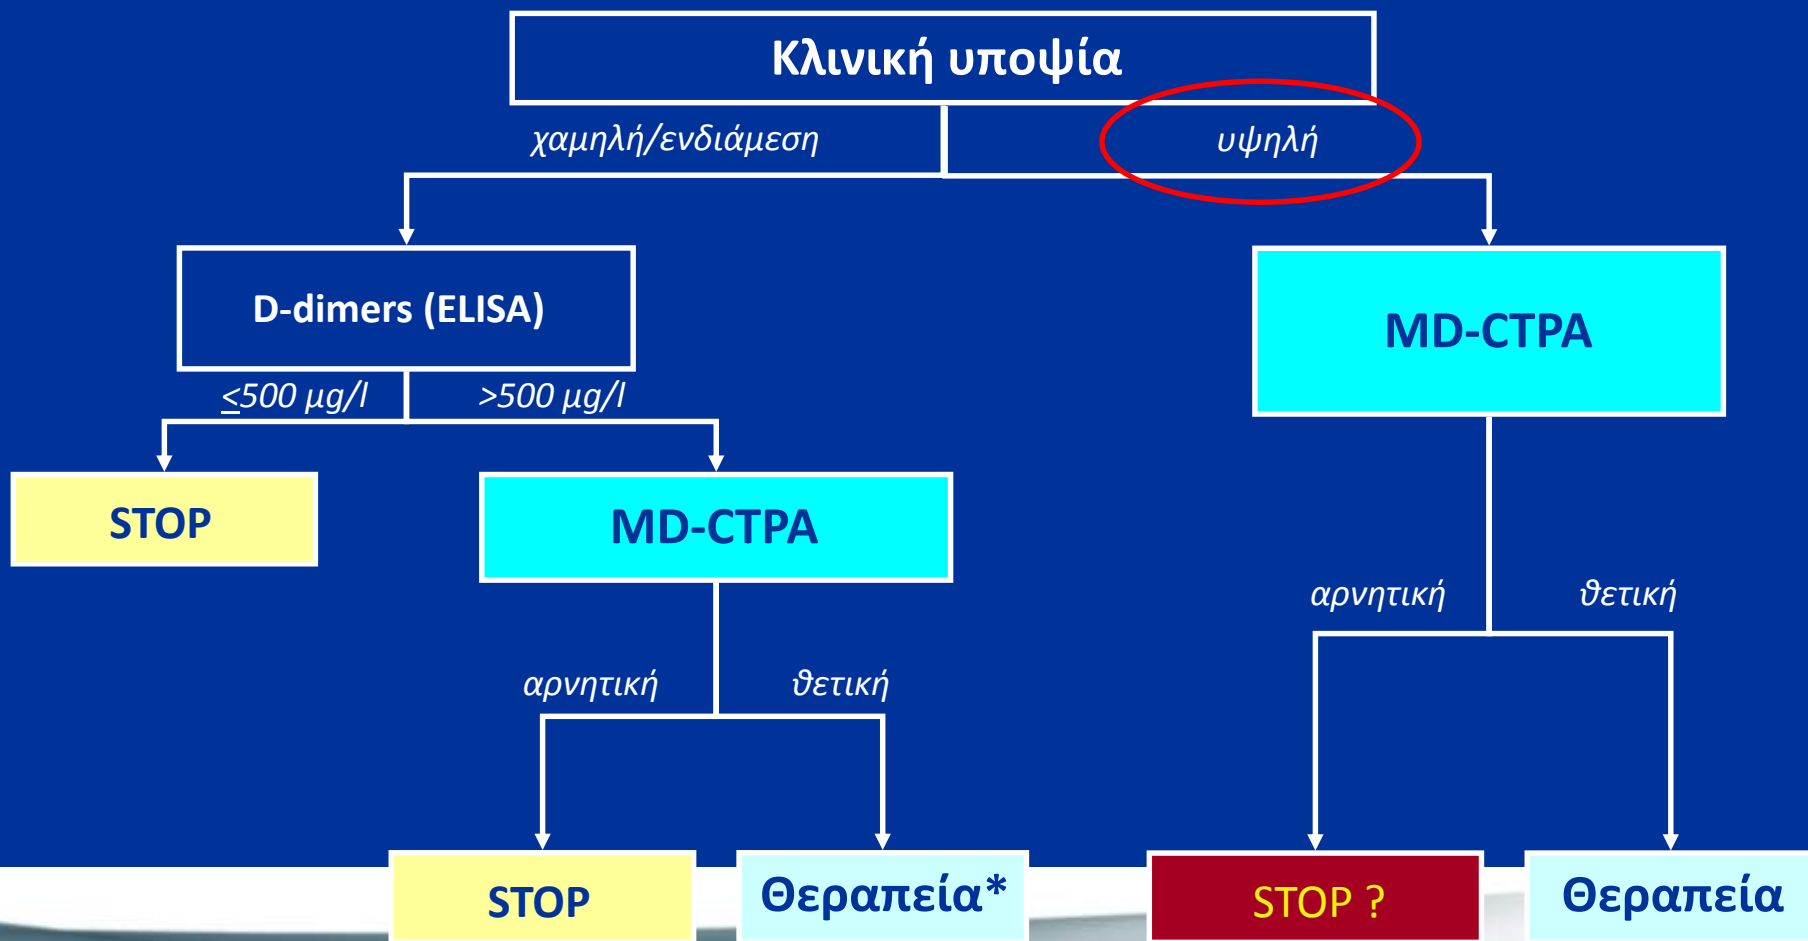 Κλινική υποψία
χαμηλή/ενδιάμεση
υψηλή
D-dimers (ELISA)
MD-CTPA
<500 μg/l
>500 μg/l
STOP
MD-CTPA
αρνητική
θετική
αρνητική
ϑετική
STOP
Θεραπεία*
STOP ?
Θεραπεία